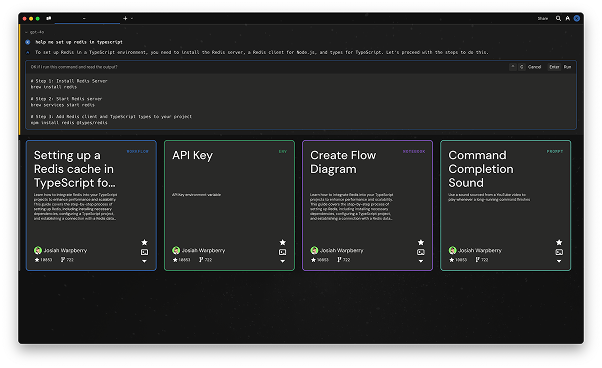 Share
gpt-4o
help me set up redis in typescript
To set up Redis in a TypeScript environment, you need to install the Redis server, a Redis client for Node.js, and types for TypeScript. Let's proceed with the steps to do this.
OK if I run this command and read the output?
^ C Cancel Enter Run
# Step 1: Install Redis Server
brew install redis
# Step 2: Start Redis server
brew services start redis
# Step 3: Add Redis client and TypeScript types to your project
npm install redis @types/redis
Setting up a
Redis cache in
TypeScript fo...
WORKFLOW
Learn how to integrate Redis into your TypeScript
projects to enhance performance and scalability.
This guide covers the step-by-step process of
setting up Redis, including installing necessary
dependencies, configuring a TypeScript project,
and establishing a connection with a Redis data.
Josiah Warpberry
10853 722
API Key
ENV
API Key environment variable
Josiah Warpberry
10853 722
Create Flow
Diagram
NOTEBOOK
Learn how to integrate Redis into your TypeScript
projects to enhance performance and scalability.
This guide covers the step-by-step process of
setting up Redis, including installing necessary
dependencies, configuring a TypeScript project,
and establishing a connection with a Redis data.
Josiah Warpberry
10853 722
Command
Completion
Sound
PROMPT
Use a sound sourced from a YouTube video to
play whenever a long-running command finishes
Josiah Warpberry
10853 722